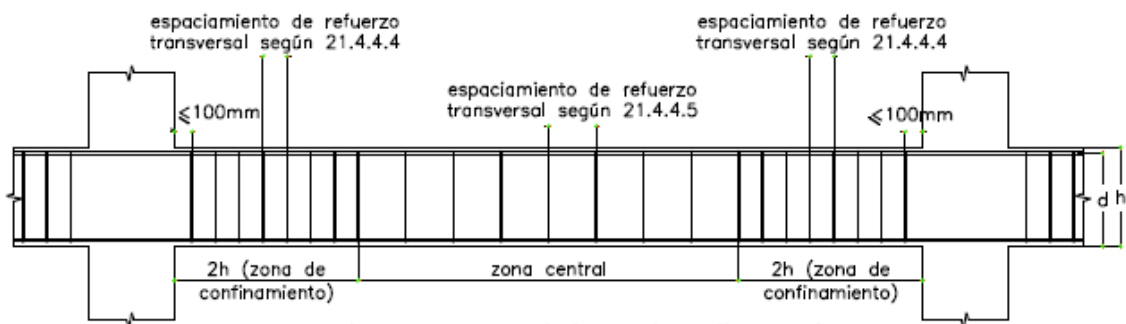 espaciamiento de refuerzo
transversal según 21.4.4.4
espaciamiento de refuerzo
transversal según 21.4.4.4
espaciamiento de refuerzo
transversal según 21.4.4.5
≤100mm
≤100mm
d h
2h (zona de
confinamiento)
zona central
2h (zona de
confinamiento)